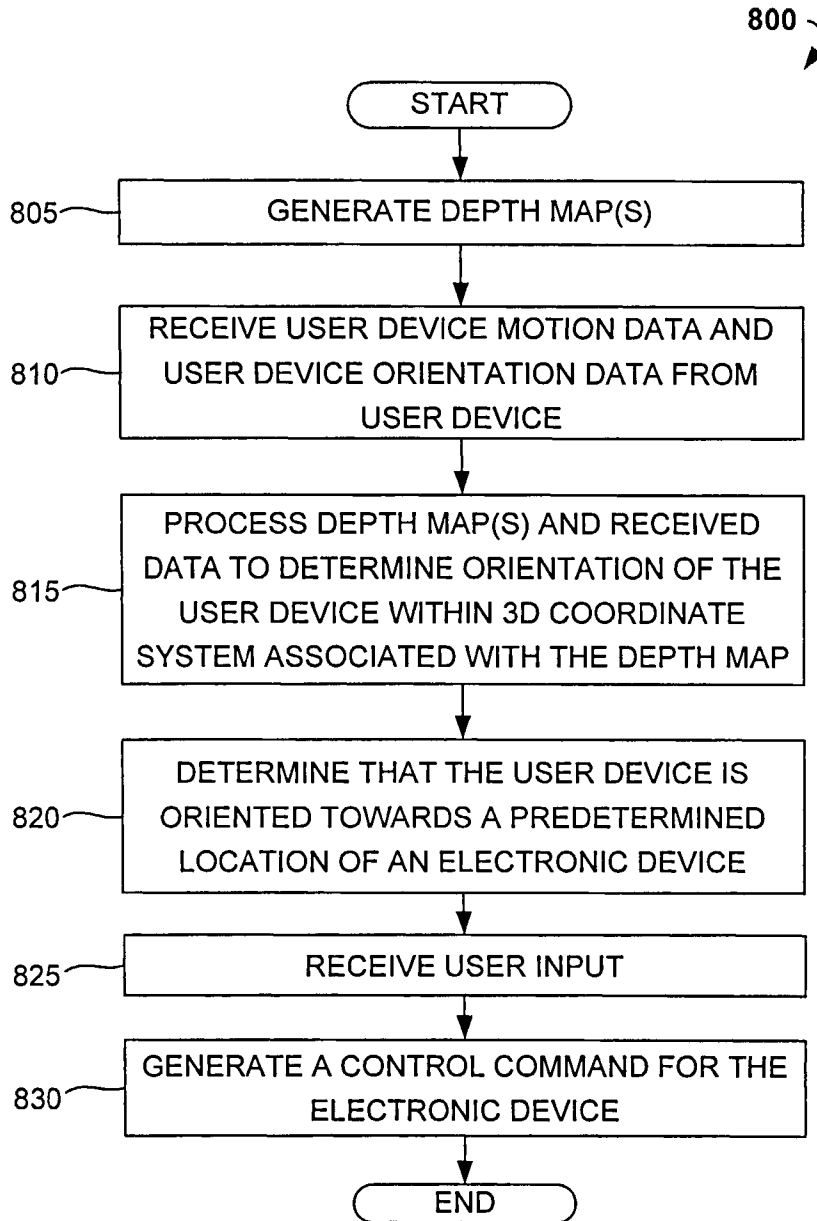 800
START
805
GENERATE DEPTH MAP(S)
810
RECEIVE USER DEVICE MOTION DATA AND
USER DEVICE ORIENTATION DATA FROM
USER DEVICE
815
PROCESS DEPTH MAP(S) AND RECEIVED
DATA TO DETERMINE ORIENTATION OF THE
USER DEVICE WITHIN 3D COORDINATE
SYSTEM ASSOCIATED WITH THE DEPTH MAP
820
DETERMINE THAT THE USER DEVICE IS
ORIENTED TOWARDS A PREDETERMINED
LOCATION OF AN ELECTRONIC DEVICE
825
RECEIVE USER INPUT
830
GENERATE A CONTROL COMMAND FOR THE
ELECTRONIC DEVICE
END